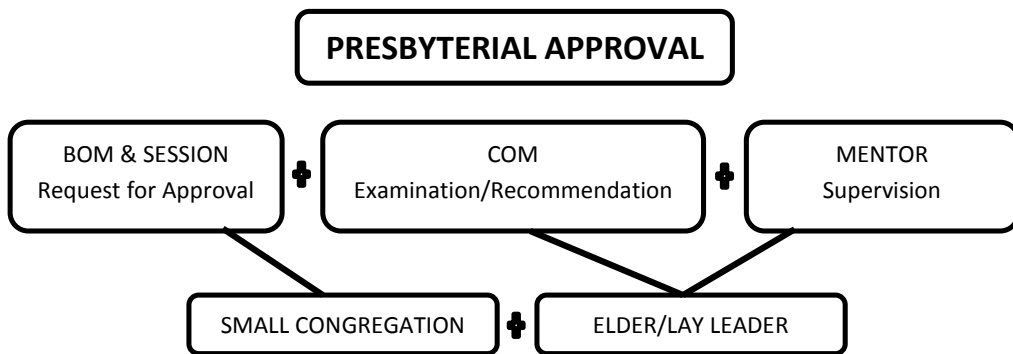 PRESBYTERIAL APPROVAL
BOM & SESSION
Request for Approval
COM
Examination/Recommendation
MENTOR
Supervision
SMALL CONGREGATION
ELDER/LAY LEADER